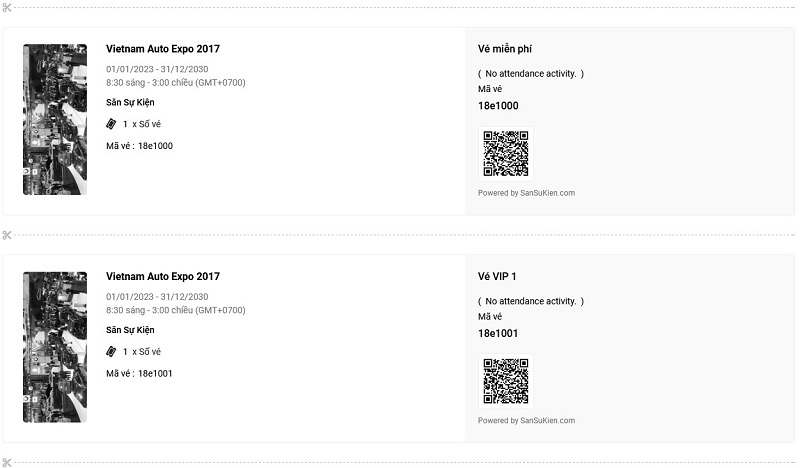 Vietnam Auto Expo 2017
01/01/2023 - 31/12/2030
8:30 sáng - 3:00 chiều (GMT+0700)
Săn Sự Kiện
1 x Số vé
Mã vé : 18e1000
Vé miễn phí
( No attendance activity. )
Mã vé
18e1000
Powered by SanSuKien.com
Vietnam Auto Expo 2017
01/01/2023 - 31/12/2030
8:30 sáng - 3:00 chiều (GMT+0700)
Săn Sự Kiện
1 x Số vé
Mã vé : 18e1001
Vé VIP 1
( No attendance activity. )
Mã vé
18e1001
Powered by SanSuKien.com